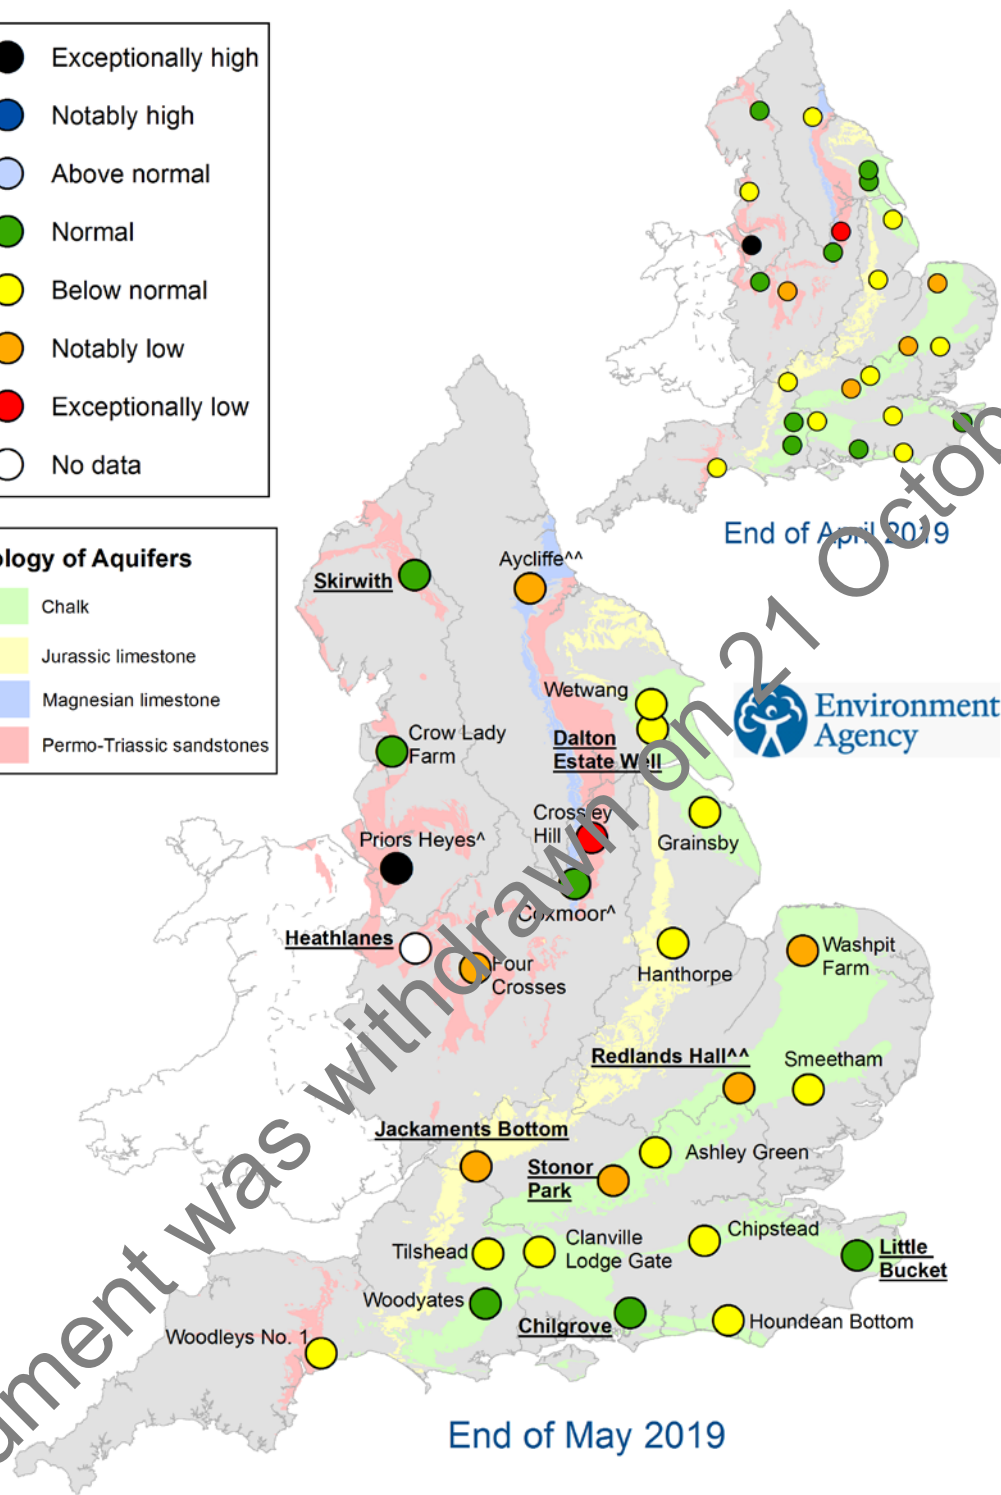 Exceptionally high
Notably high
Above normal
Normal
Below normal
Notably low
Exceptionally low
No data
End of April 2019
ology of Aquifers
Chalk
Jurassic limestone
Magnesian limestone
Permo-Triassic sandstones
Environment
Agency
Aycliffe^^
Skirwith
Wetwang
Dalton
Estate Well
Crow Lady
Farm
Crossley
Hill
Grainsby
Priors Heyes^
Coxmoor^
Heathlanes
Four
Crosses
Hanthorpe
Washpit
Farm
Redlands Hall^^
Smeetham
Jackaments Bottom
Ashley Green
Stonor
Park
Tilshead
Clanville
Lodge Gate
Chipstead
Little
Bucket
Woodyates
Chilgrove
Houndean Bottom
Woodleys No. 1
End of May 2019
ument was withdrawn on 21 Octob